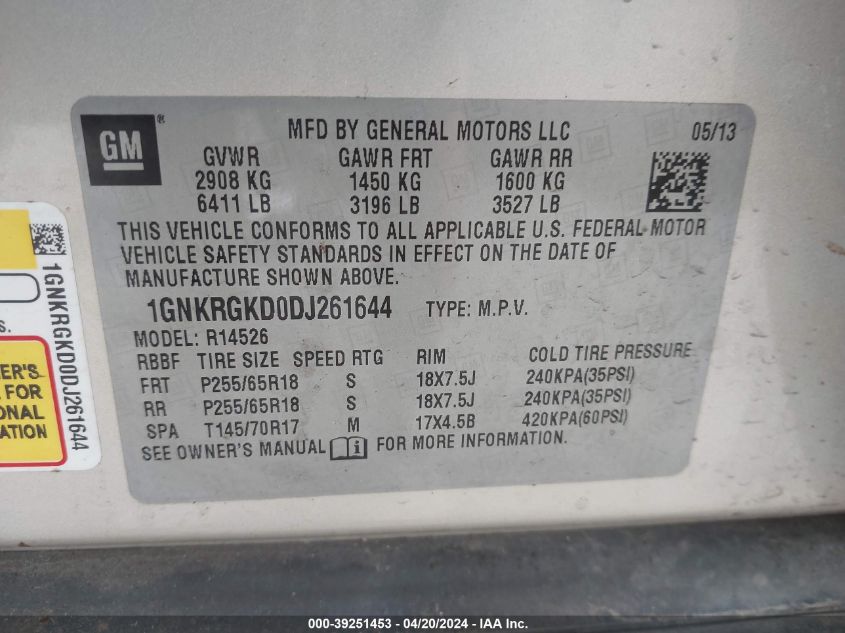 GM ®
MFD BY GENERAL MOTORS LLC 05/13
GVWR GAWR FRT GAWR RR
2908 KG 1450 KG 1600 KG
6411 LB 3196 LB 3527 LB
THIS VEHICLE CONFORMS TO ALL APPLICABLE U.S. FEDERAL MOTOR
VEHICLE SAFETY STANDARDS IN EFFECT ON THE DATE OF
MANUFACTURE SHOWN ABOVE.
1GNKRGKD0DJ261644 TYPE: M.P.V.
MODEL: R14526
RBBF TIRE SIZE SPEED RTG RIM COLD TIRE PRESSURE
FRT P255/65R18 S 18X7.5J 240KPA(35PSI)
RR P255/65R18 S 18X7.5J 240KPA(35PSI)
SPA T145/70R17 M 17X4.5B 420KPA(60PSI)
SEE OWNER'S MANUAL i FOR MORE INFORMATION.
1GNKRGKD0DJ261644
s.
ER'S
FOR
ONAL
ATION
000-39251453 - 04/20/2024 - IAA Inc.